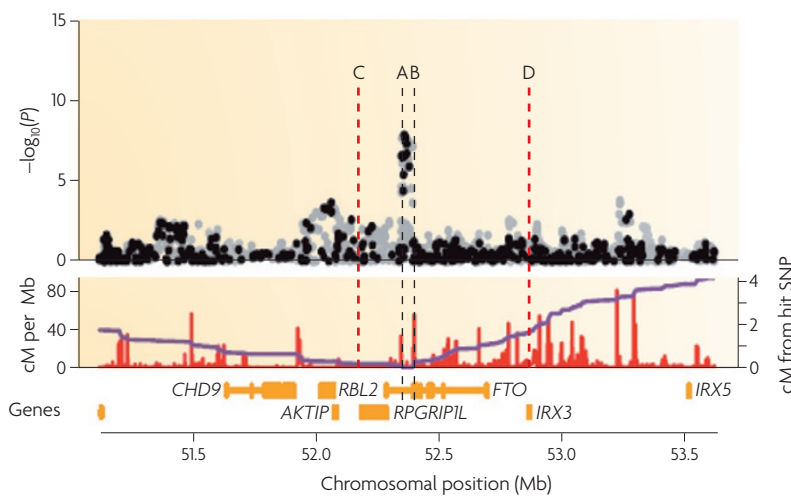 15
10
5
0
–log₁₀(P)
C A B D
80
40
0
cM per Mb
4
2
0
cM from hit SNP
Genes
CHD9 RBL2 FTO IRX5
AKTIP RPGRIP1L IRX3
51.5 52.0 52.5 53.0 53.5
Chromosomal position (Mb)